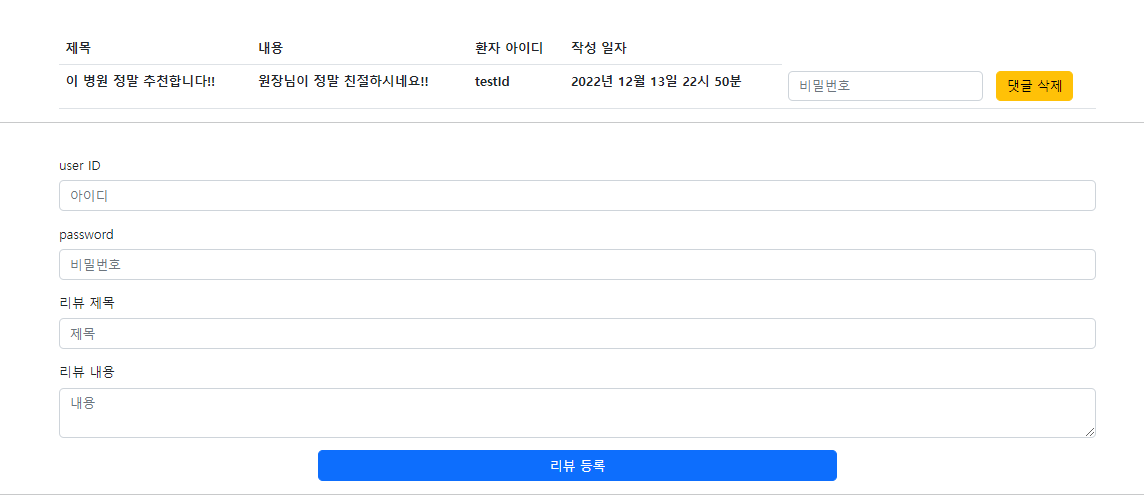 제목 내용 환자 아이디 작성 일자
이 병원 정말 추천합니다!! 원장님이 정말 친절하시네요!! testId 2022년 12월 13일 22시 50분 비밀번호 댓글 삭제
user ID
아이디
password
비밀번호
리뷰 제목
제목
리뷰 내용
내용
리뷰 등록